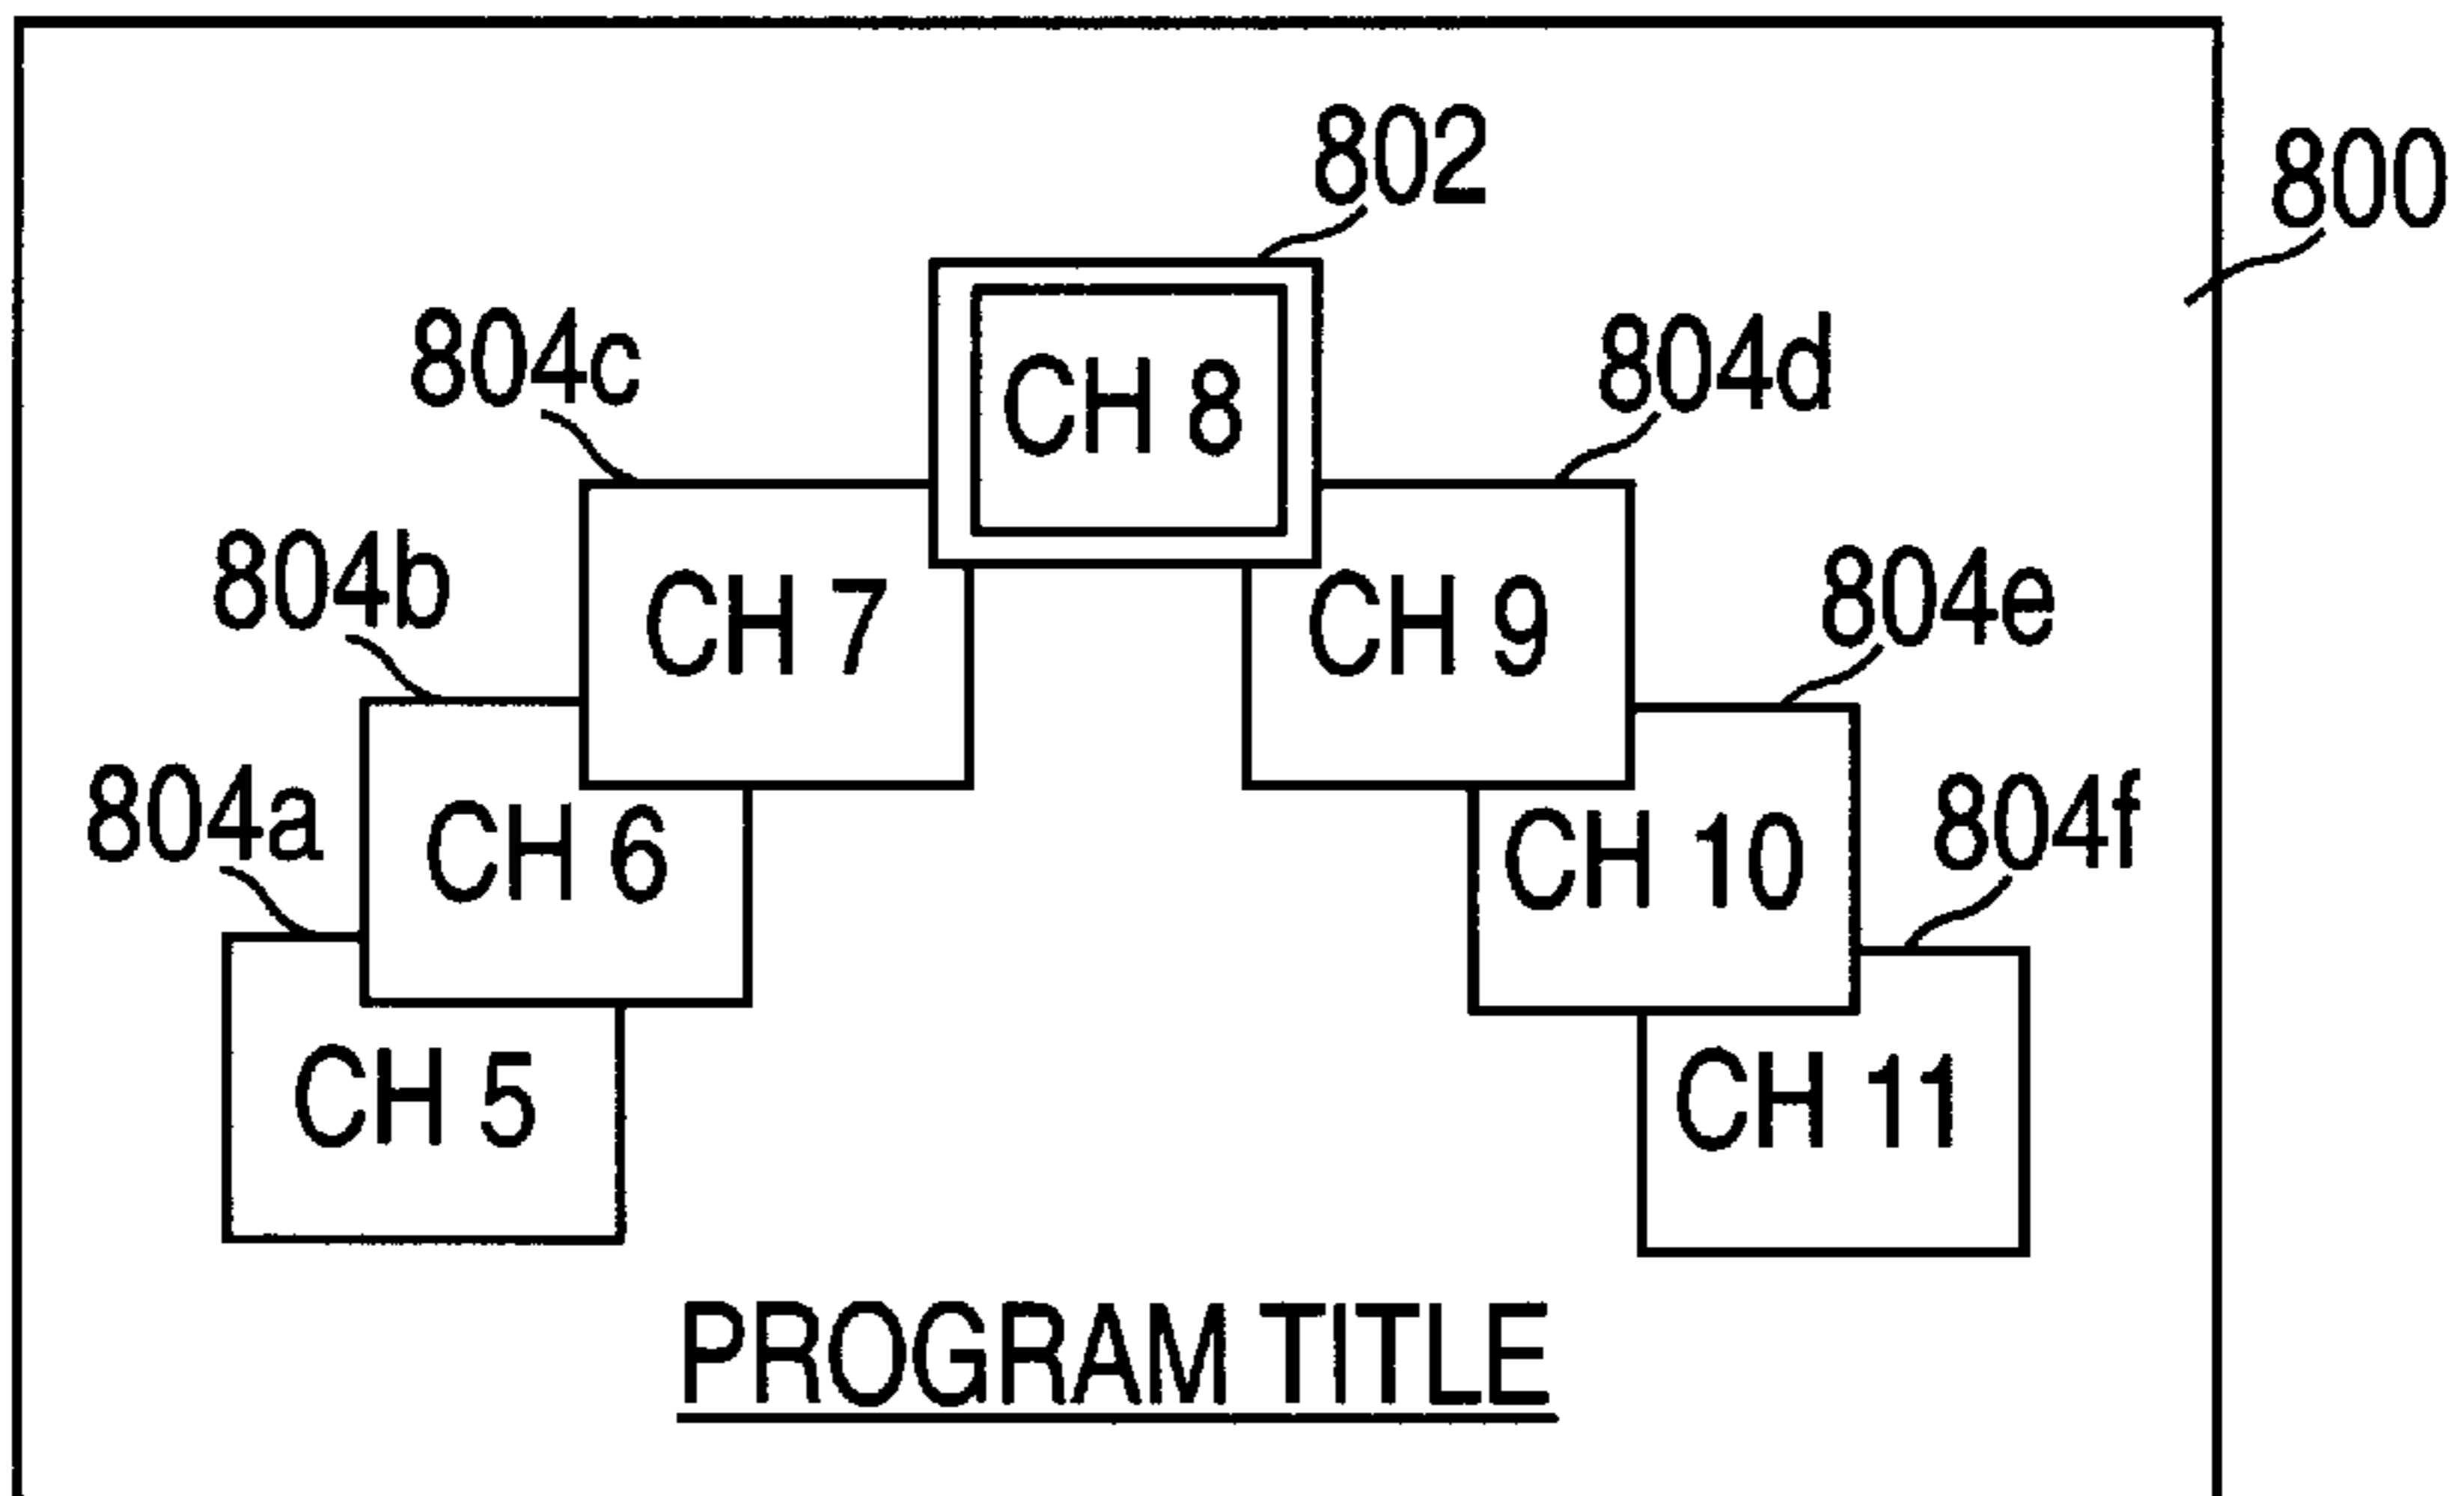 802
800
804c
CH 8
804d
804b
CH 7
CH 9
804e
804a
CH 6
CH 10
804f
CH 5
CH 11
PROGRAM TITLE